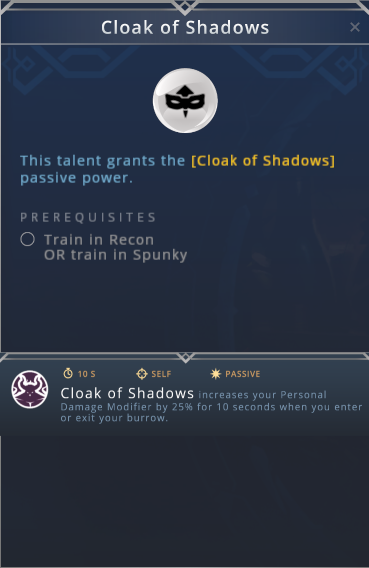 Cloak of Shadows
This talent grants the [Cloak of Shadows]
passive power.
PREREQUISITES
Train in Recon
OR train in Spunky
10 S SELF PASSIVE
Cloak of Shadows increases your Personal
Damage Modifier by 25% for 10 seconds when you enter
or exit your burrow.